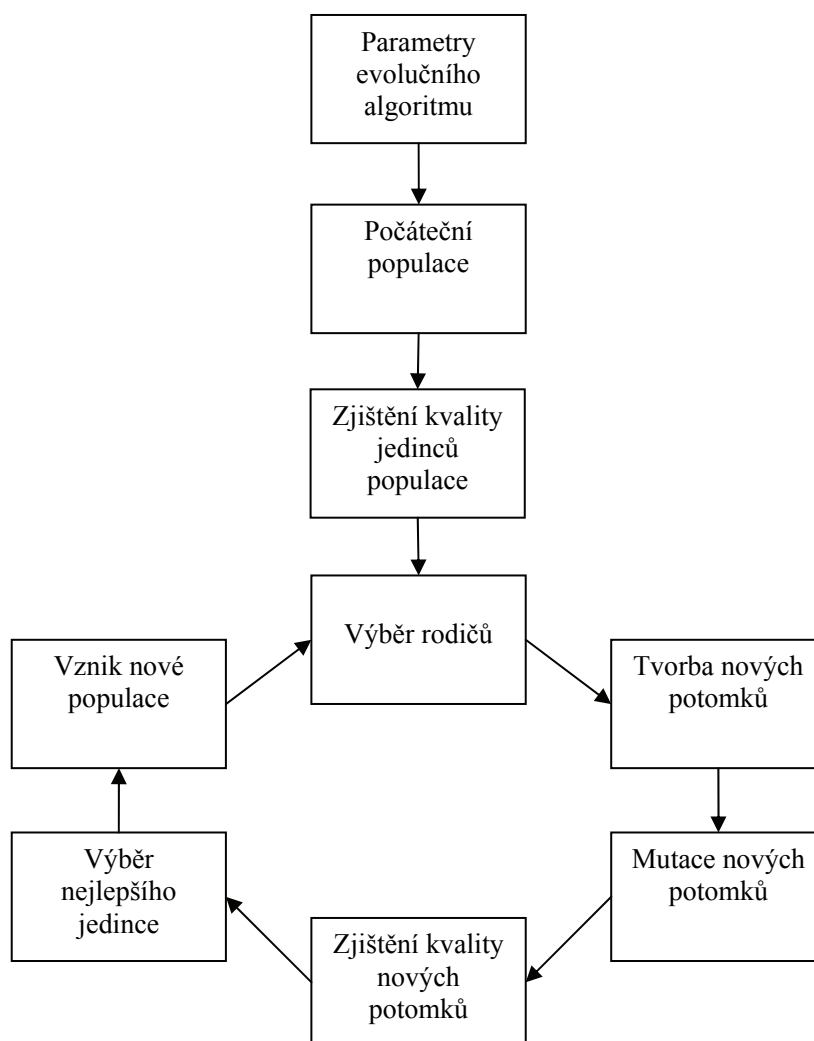 Parametry
evolučního
algoritmu
Počáteční
populace
Zjištění kvality
jedinců
populace
Výběr rodičů
Vznik nové
populace
Tvorba nových
potomků
Výběr
nejlepšího
jedince
Mutace nových
potomků
Zjištění kvality
nových
potomků